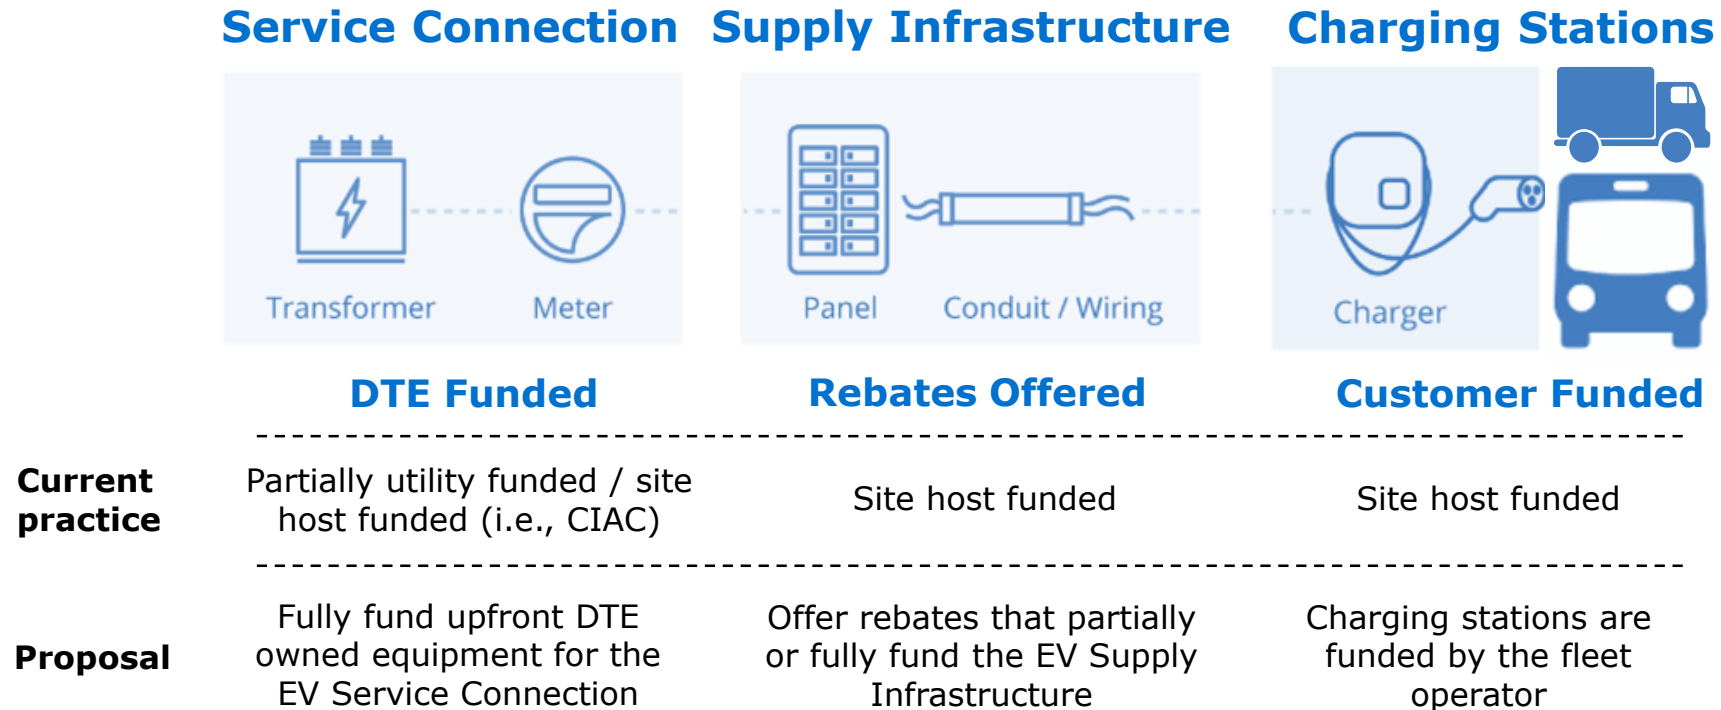 Service Connection
Supply Infrastructure
Charging Stations
Transformer
Meter
Panel
Conduit / Wiring
Charger
DTE Funded
Rebates Offered
Customer Funded
Current
practice
Partially utility funded / site
host funded (i.e., CIAC)
Site host funded
Site host funded
Proposal
Fully fund upfront DTE
owned equipment for the
EV Service Connection
Offer rebates that partially
or fully fund the EV Supply
Infrastructure
Charging stations are
funded by the fleet
operator